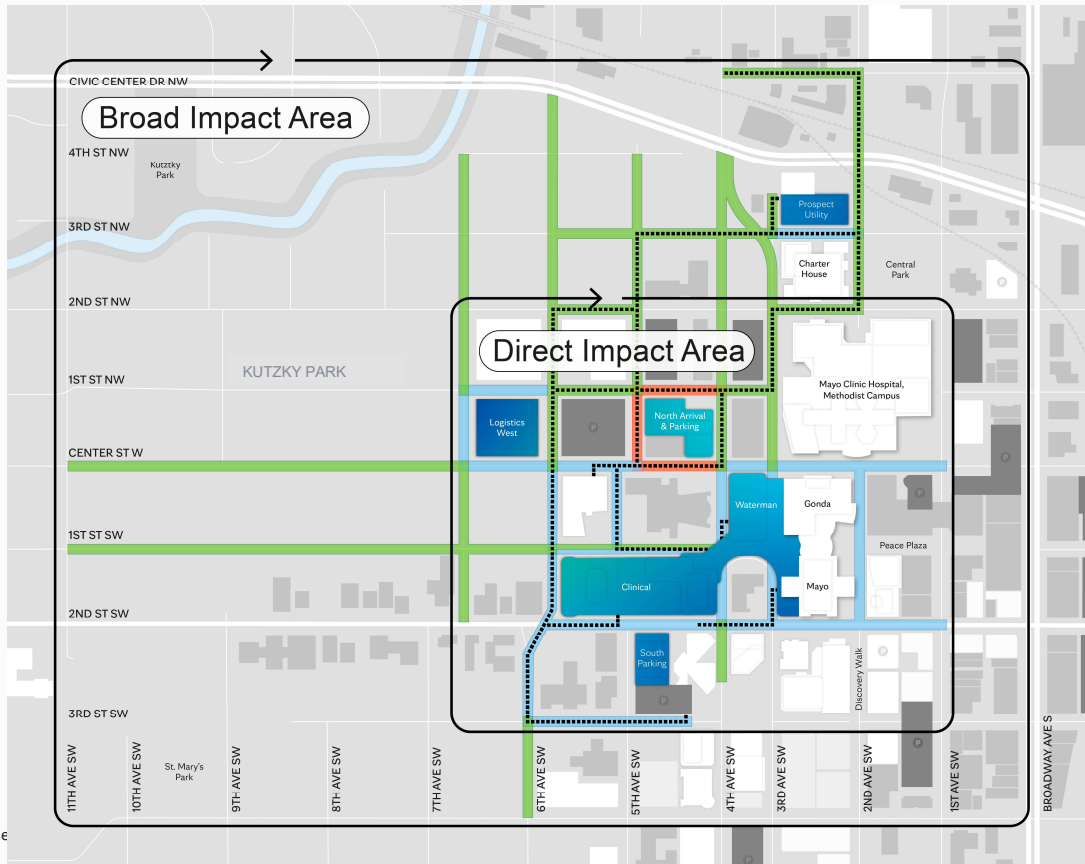 CIVIC CENTER DR NW
Broad Impact Area
4TH ST NW
Kutztky
Park
Prospect
Utility
3RD ST NW
Charter
House
Central
Park
P
2ND ST NW
Direct Impact Area
1ST ST NW
KUTZKY PARK
Mayo Clinic Hospital,
Methodist Campus
Logistics
West
P
North Arrival
& Parking
CENTER ST W
P
P
Waterman
Gonda
1ST ST SW
Peace Plaza
Clinical
Mayo
2ND ST SW
South
Parking
P
Discovery Walk
P
3RD ST SW
P
St. Mary's
Park
11TH AVE SW
10TH AVE SW
9TH AVE SW
8TH AVE SW
7TH AVE SW
6TH AVE SW
5TH AVE SW
4TH AVE SW
3RD AVE SW
2ND AVE SW
1ST AVE SW
BROADWAY AVE S
e
P